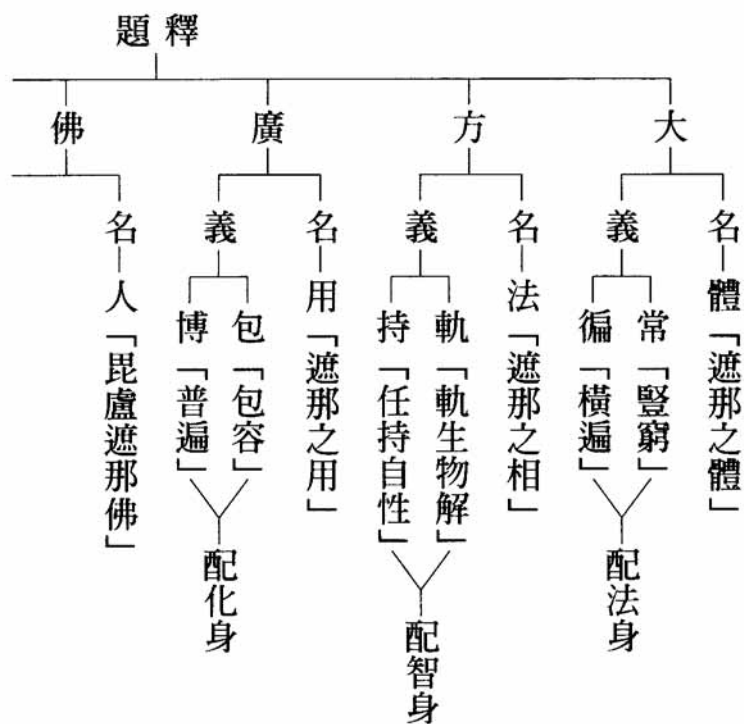 釋題
大
名
體「遮那之體」
義
常「豎窮」
徧「橫遍」
配法身
方
名
法「遮那之相」
義
軌「軌生物解」
持「任持自性」
配智身
廣
名
用「遮那之用」
義
包「包容」
博「普遍」
配化身
佛
名
人「毘盧遮那佛」